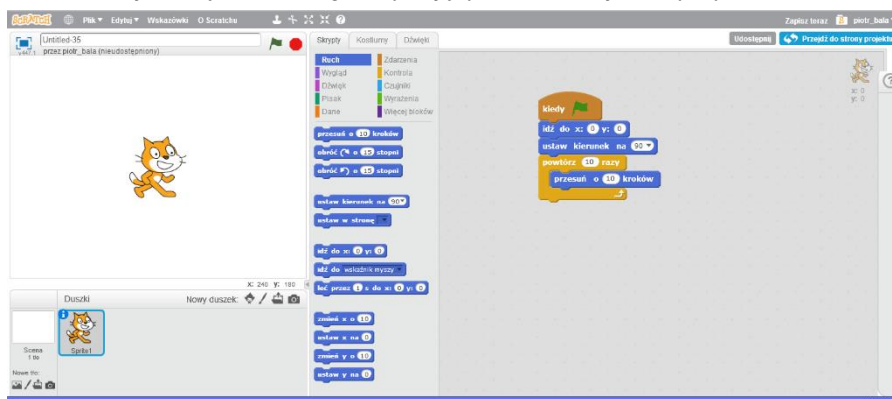 SCRATCH Plik Edytuj Wskazówki O Scratchu Zapisz teraz piotr_bala
Untitled-35
v447.1 przez piotr_bala (nieudostępniony)
Skrypty Kostiumy Dźwięki
Udostępnij Przejdź do strony projektu
Ruch Zdarzenia
Wygląd Kontrola
Dźwięk Czujniki
Pisak Wyrażenia
Dane Więcej bloków
przesuń o 10 kroków
obróć o 15 stopni
obróć o 15 stopni
ustaw kierunek na 90
ustaw w stronę
idź do x: 0 y: 0
idź do wskaźnik myszy
leć przez 1 s do x: 0 y: 0
zmień x o 10
ustaw x na 0
zmień y o 10
ustaw y na 0
kiedy
idź do x: 0 y: 0
ustaw kierunek na 90
powtórz 10 razy
przesuń o 10 kroków
x: 0
y: 0
X: 240 Y: 180
Duszki Nowy duszek:
Scena
1 tło
Sprite1
Nowe tło: